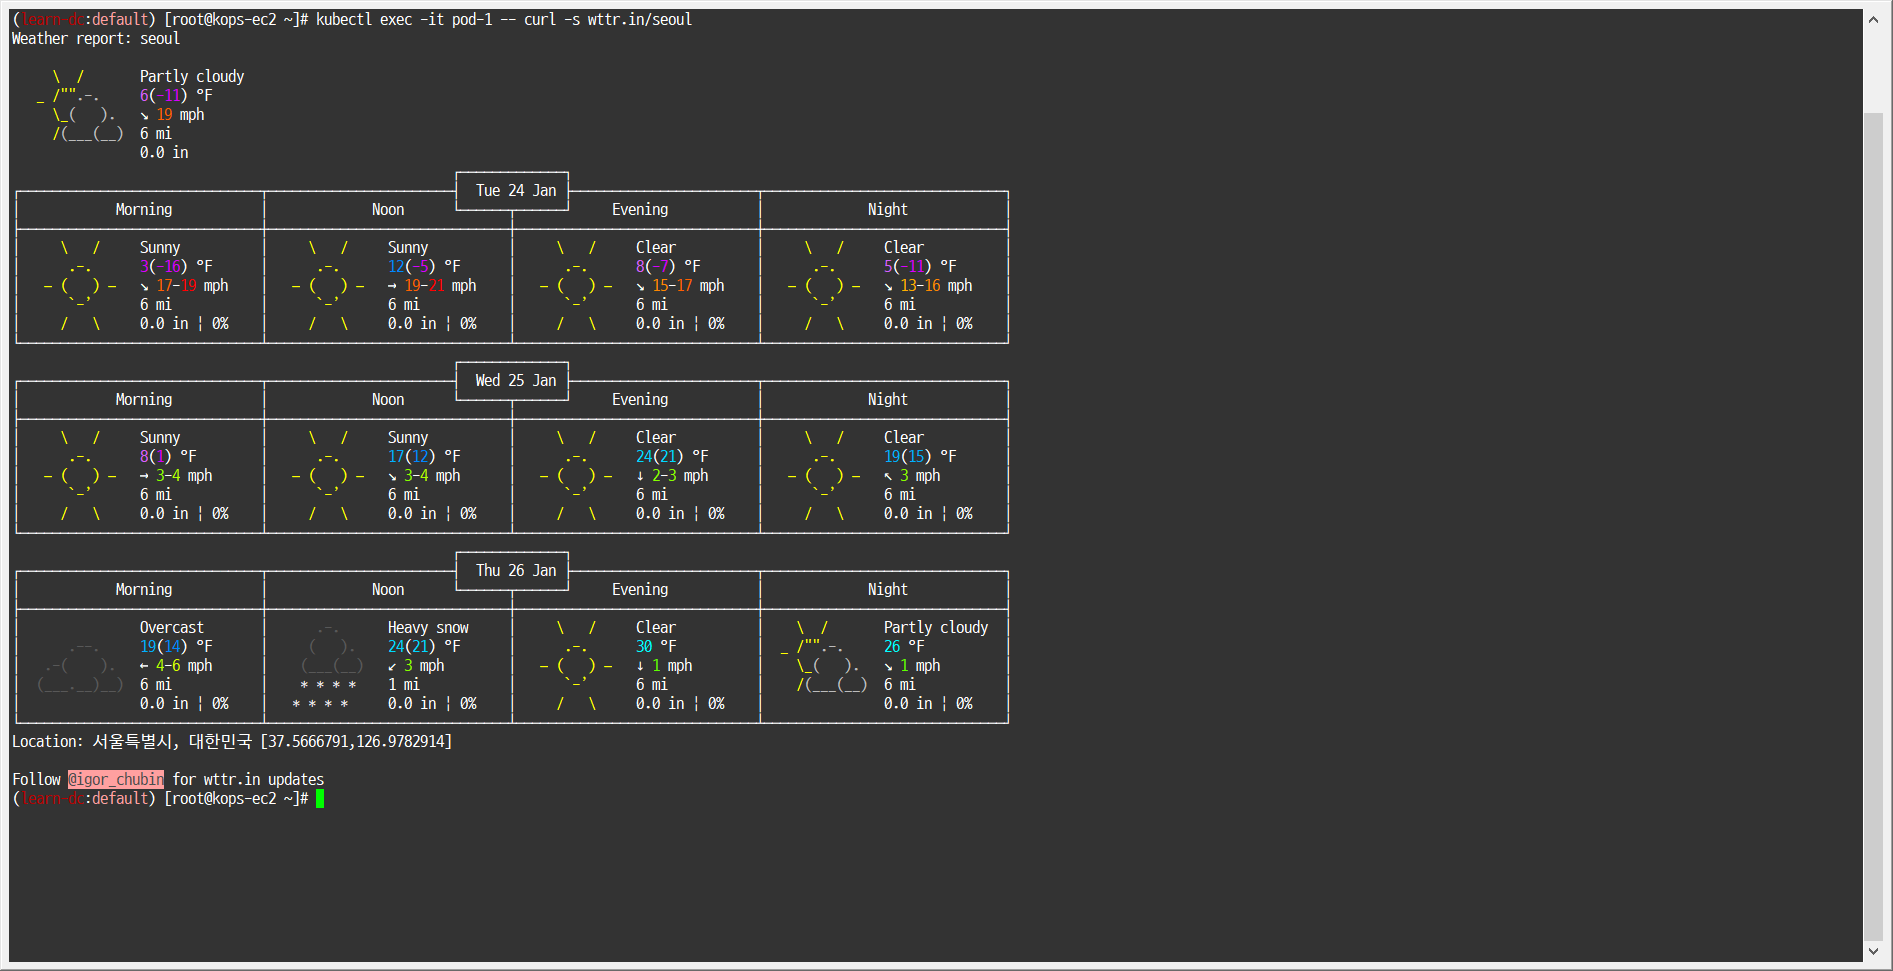 (learn-dc:default) [root@kops-ec2 ~]# kubectl exec -it pod-1 -- curl -s wttr.in/seoul
Weather report: seoul
Partly cloudy
6(-11) °F
↘ 19 mph
6 mi
0.0 in
Tue 24 Jan
Morning Noon Evening Night
Sunny Sunny Clear Clear
3(-16) °F 12(-5) °F 8(-7) °F 5(-11) °F
↘ 17-19 mph → 19-21 mph ↘ 15-17 mph ↘ 13-16 mph
6 mi 6 mi 6 mi 6 mi
0.0 in ¦ 0% 0.0 in ¦ 0% 0.0 in ¦ 0% 0.0 in ¦ 0%
Wed 25 Jan
Morning Noon Evening Night
Sunny Sunny Clear Clear
8(1) °F 17(12) °F 24(21) °F 19(15) °F
→ 3-4 mph ↘ 3-4 mph ↓ 2-3 mph ↖ 3 mph
6 mi 6 mi 6 mi 6 mi
0.0 in ¦ 0% 0.0 in ¦ 0% 0.0 in ¦ 0% 0.0 in ¦ 0%
Thu 26 Jan
Morning Noon Evening Night
Overcast Heavy snow Clear Partly cloudy
19(14) °F 24(21) °F 30 °F 26 °F
← 4-6 mph ↙ 3 mph ↓ 1 mph ↘ 1 mph
6 mi 1 mi 6 mi 6 mi
0.0 in ¦ 0% 0.0 in ¦ 0% 0.0 in ¦ 0% 0.0 in ¦ 0%
Location: 서울특별시, 대한민국 [37.5666791,126.9782914]
Follow @igor_chubin for wttr.in updates
(learn-dc:default) [root@kops-ec2 ~]#